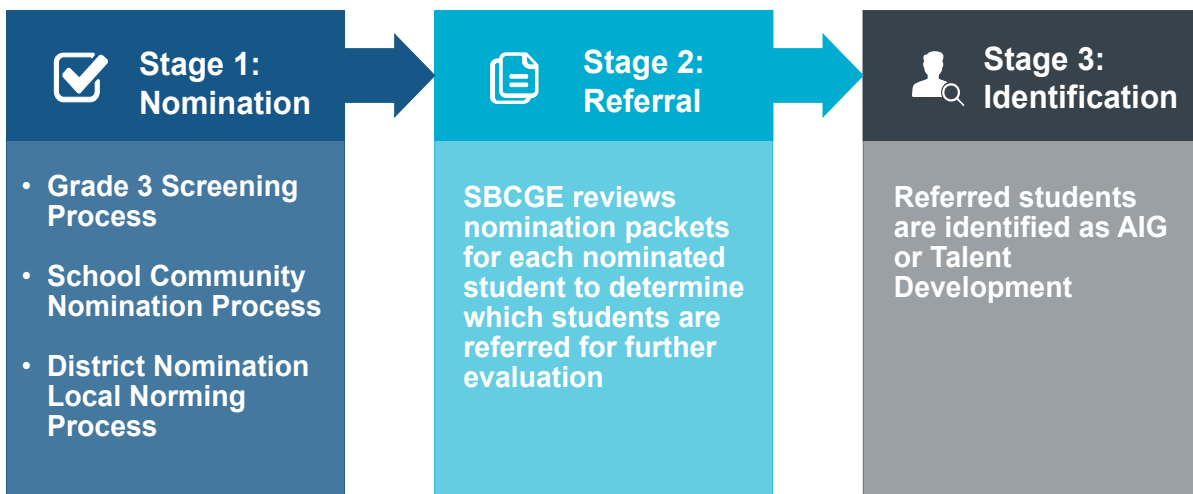 Stage 1:
Nomination
• Grade 3 Screening
Process
• School Community
Nomination Process
• District Nomination
Local Norming
Process
Stage 2:
Referral
SBCGE reviews
nomination packets
for each nominated
student to determine
which students are
referred for further
evaluation
Stage 3:
Identification
Referred students
are identified as AIG
or Talent
Development